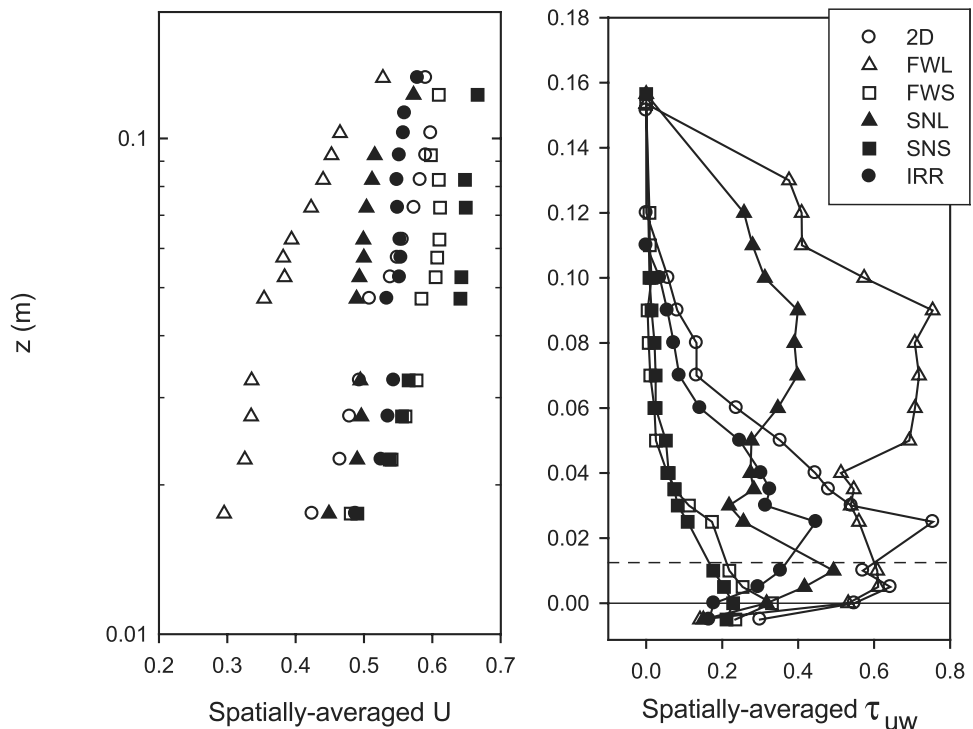 z (m)
0.1
0.01
0.2
0.3
0.4
0.5
0.6
0.7
Spatially-averaged U
0.18
0.16
0.14
0.12
0.10
0.08
0.06
0.04
0.02
0.00
0.0
0.2
0.4
0.6
0.8
Spatially-averaged τuw
2D
FWL
FWS
SNL
SNS
IRR